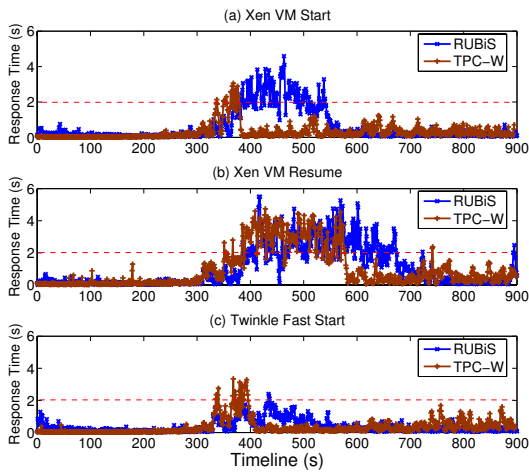 (a) Xen VM Start
Response Time (s)
6
4
2
0
RUBiS
TPC-W
0 100 200 300 400 500 600 700 800 900
(b) Xen VM Resume
Response Time (s)
6
4
2
0
RUBiS
TPC-W
0 100 200 300 400 500 600 700 800 900
(c) Twinkle Fast Start
Response Time (s)
6
4
2
0
RUBiS
TPC-W
0 100 200 300 400 500 600 700 800 900
Timeline (s)